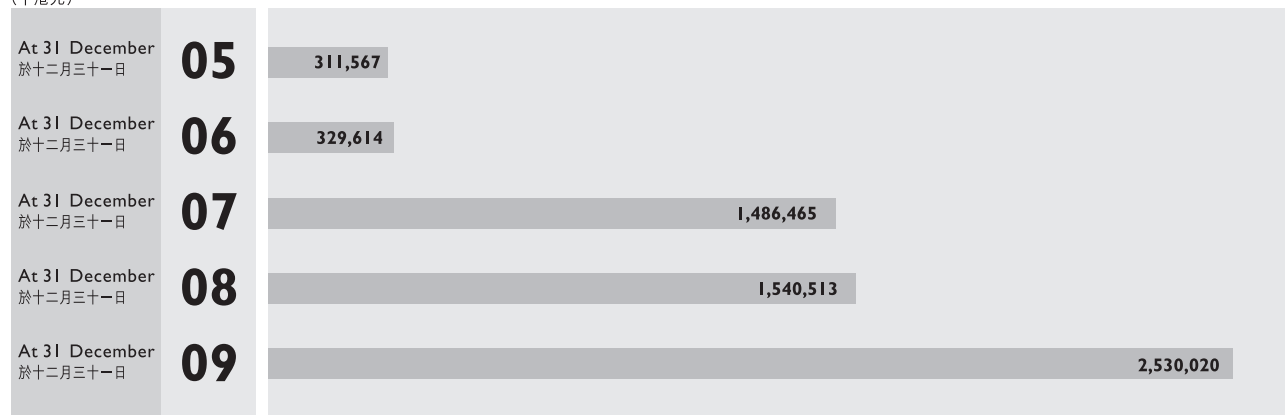 At 31 December
於十二月三十一日
05
311,567
At 31 December
於十二月三十一日
06
329,614
At 31 December
於十二月三十一日
07
1,486,465
At 31 December
於十二月三十一日
08
1,540,513
At 31 December
於十二月三十一日
09
2,530,020